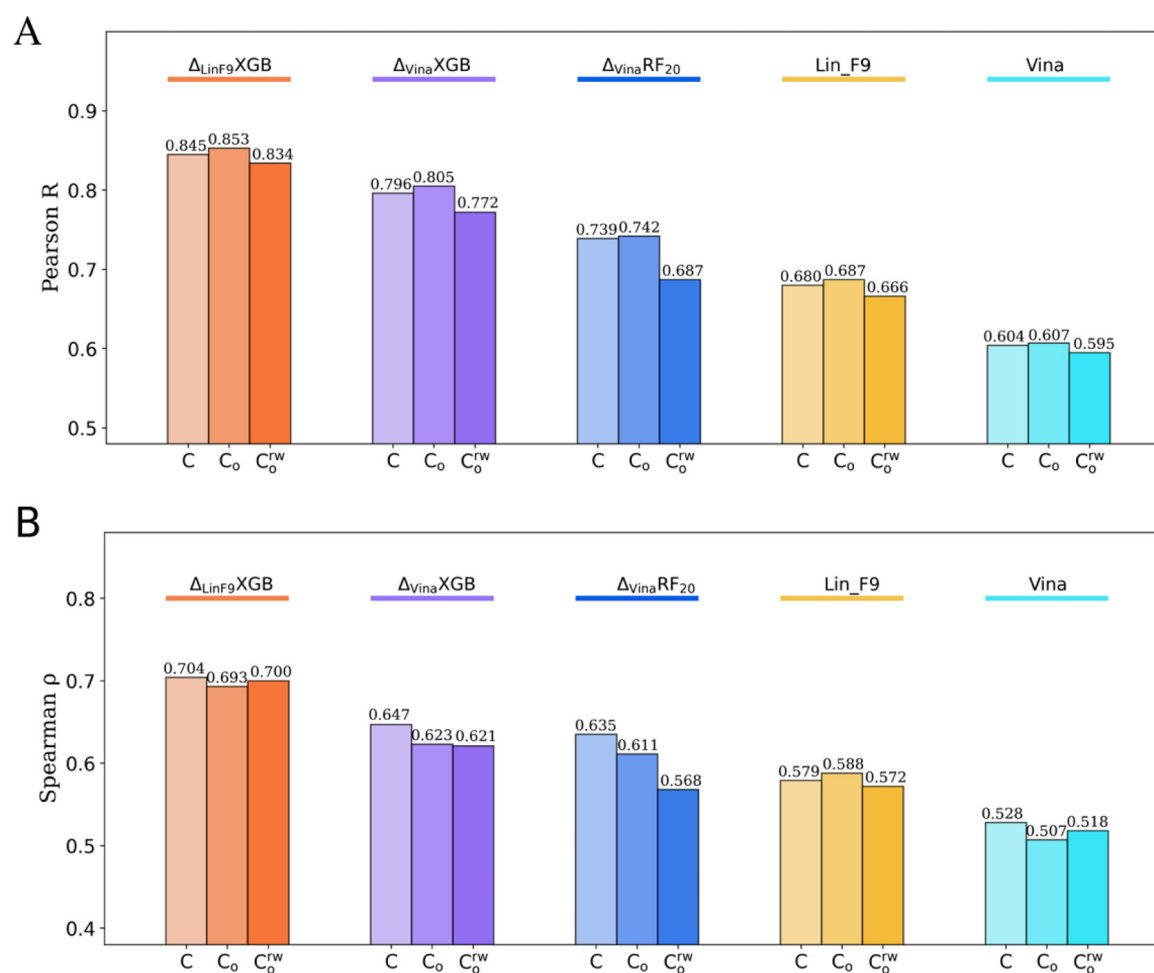 A
Δ_LinF9XGB Δ_VinaXGB Δ_VinaRF_20 Lin_F9 Vina
0.9
0.845 0.853 0.834 0.796 0.805 0.772 0.739 0.742 0.687 0.680 0.687 0.666 0.604 0.607 0.595
0.8
0.7
0.6
0.5
Pearson R
C C_o C_o^rw C C_o C_o^rw C C_o C_o^rw C C_o C_o^rw C C_o C_o^rw
B
Δ_LinF9XGB Δ_VinaXGB Δ_VinaRF_20 Lin_F9 Vina
0.8
0.704 0.693 0.700 0.647 0.623 0.621 0.635 0.611 0.568 0.579 0.588 0.572 0.528 0.507 0.518
0.7
0.6
0.5
0.4
Spearman ρ
C C_o C_o^rw C C_o C_o^rw C C_o C_o^rw C C_o C_o^rw C C_o C_o^rw